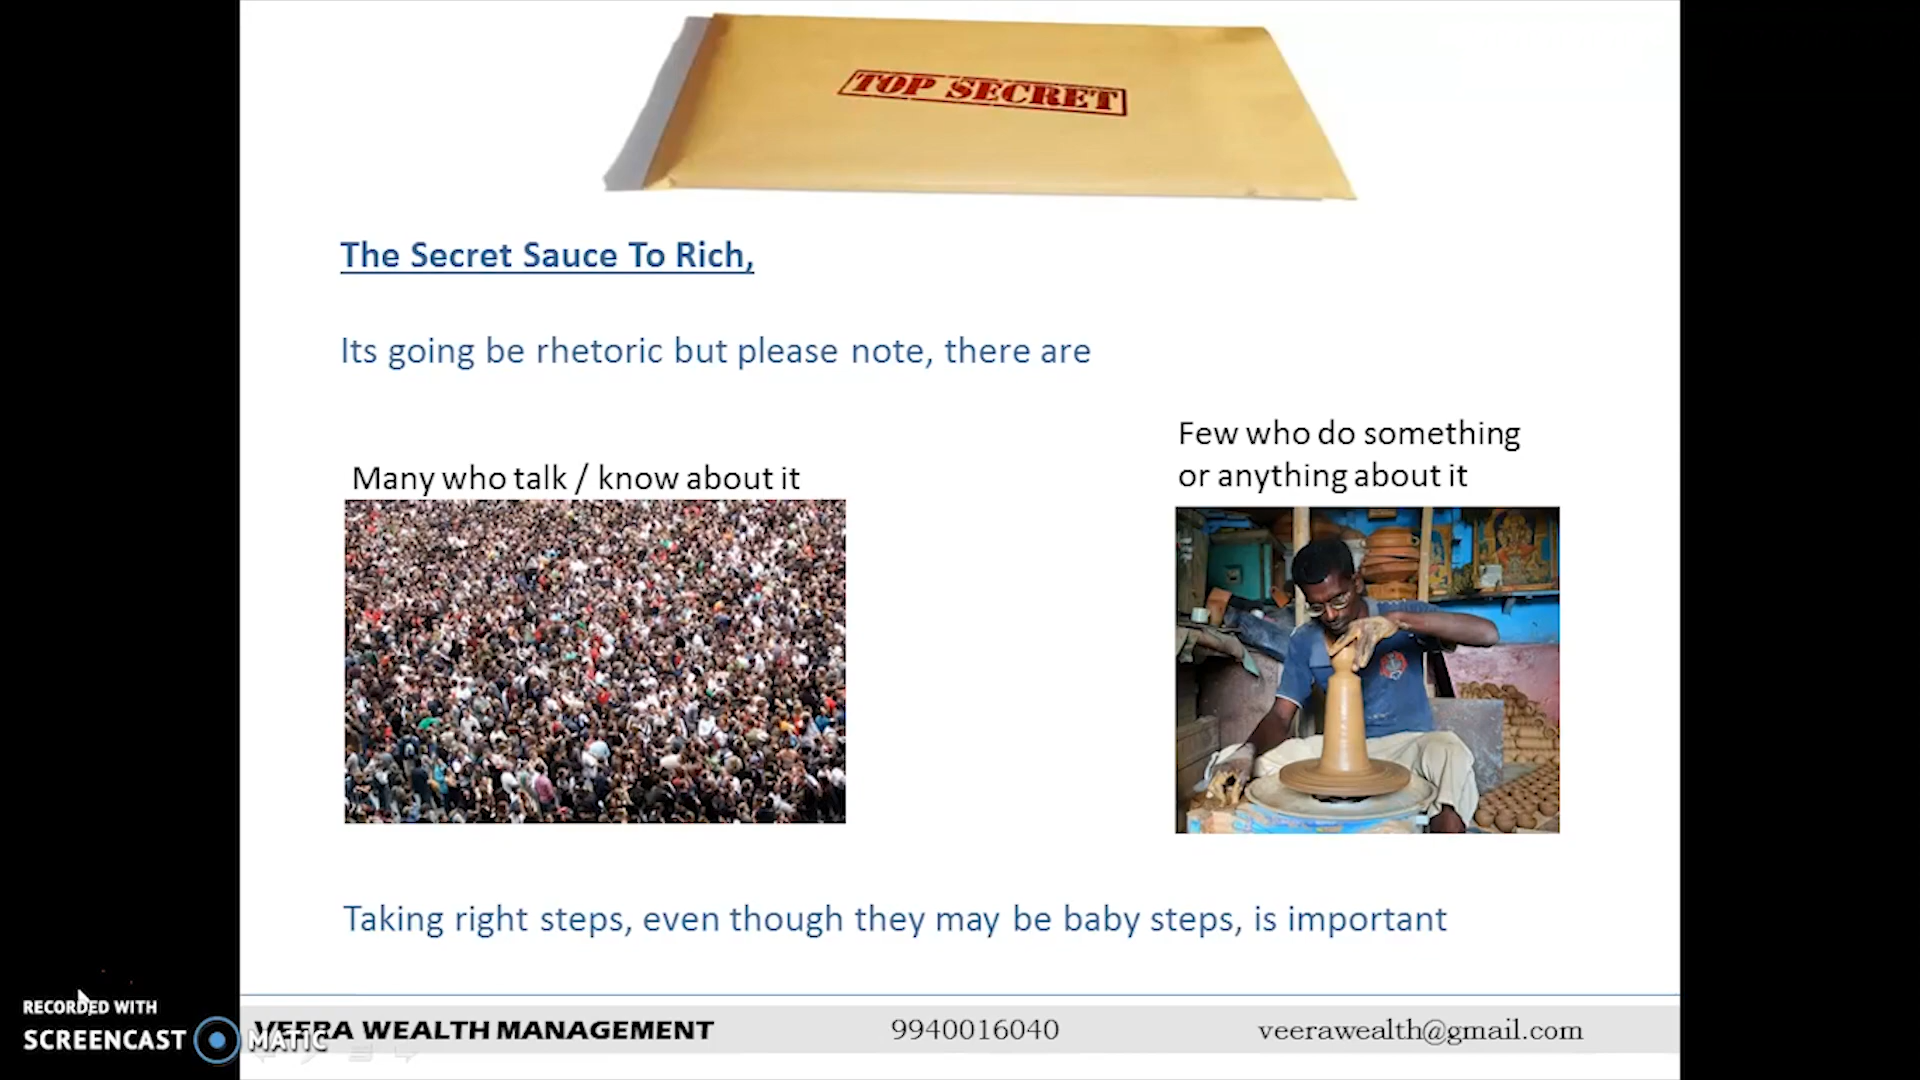 TOP SECRET
The Secret Sauce To Rich,
Its going be rhetoric but please note, there are
Few who do something
or anything about it
Many who talk / know about it
Taking right steps, even though they may be baby steps, is important
RECORDED WITH
SCREENCAST MATIC
VEERA WEALTH MANAGEMENT 9940016040 veerawealth@gmail.com